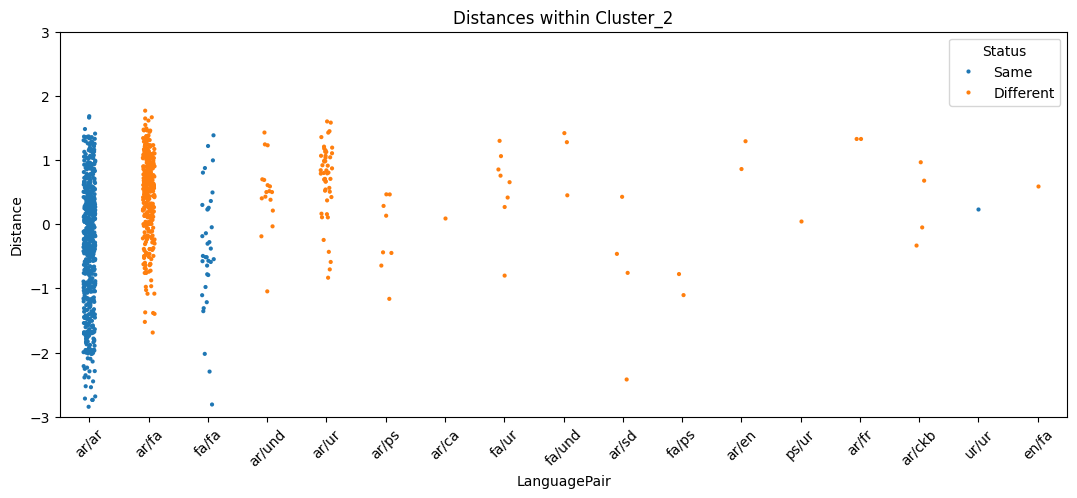 Distances within Cluster_2
Status
Same
Different
Distance
3
2
1
0
−1
−2
−3
ar/ar
ar/fa
fa/fa
ar/und
ar/ur
ar/ps
ar/ca
fa/ur
fa/und
ar/sd
fa/ps
ar/en
ps/ur
ar/fr
ar/ckb
ur/ur
en/fa
LanguagePair